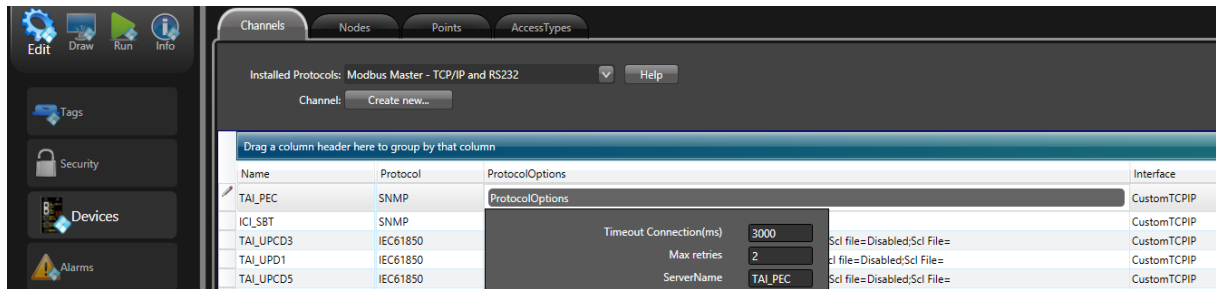 Edit Draw Run Info
Channels Nodes Points AccessTypes
Installed Protocols: Modbus Master - TCP/IP and RS232 Help
Channel: Create new...
Tags
Security
Devices
Alarms
Drag a column header here to group by that column
Name Protocol ProtocolOptions Interface
TAI_PEC SNMP ProtocolOptions CustomTCPIP
ICI_SBT SNMP CustomTCPIP
Timeout Connection(ms) 3000
TAI_UPCD3 IEC61850 Scl file=Disabled;Scl File= CustomTCPIP
Max retries 2
TAI_UPD1 IEC61850 cl file=Disabled;Scl File= CustomTCPIP
ServerName TAI_PEC
TAI_UPCD5 IEC61850 Scl file=Disabled;Scl File= CustomTCPIP